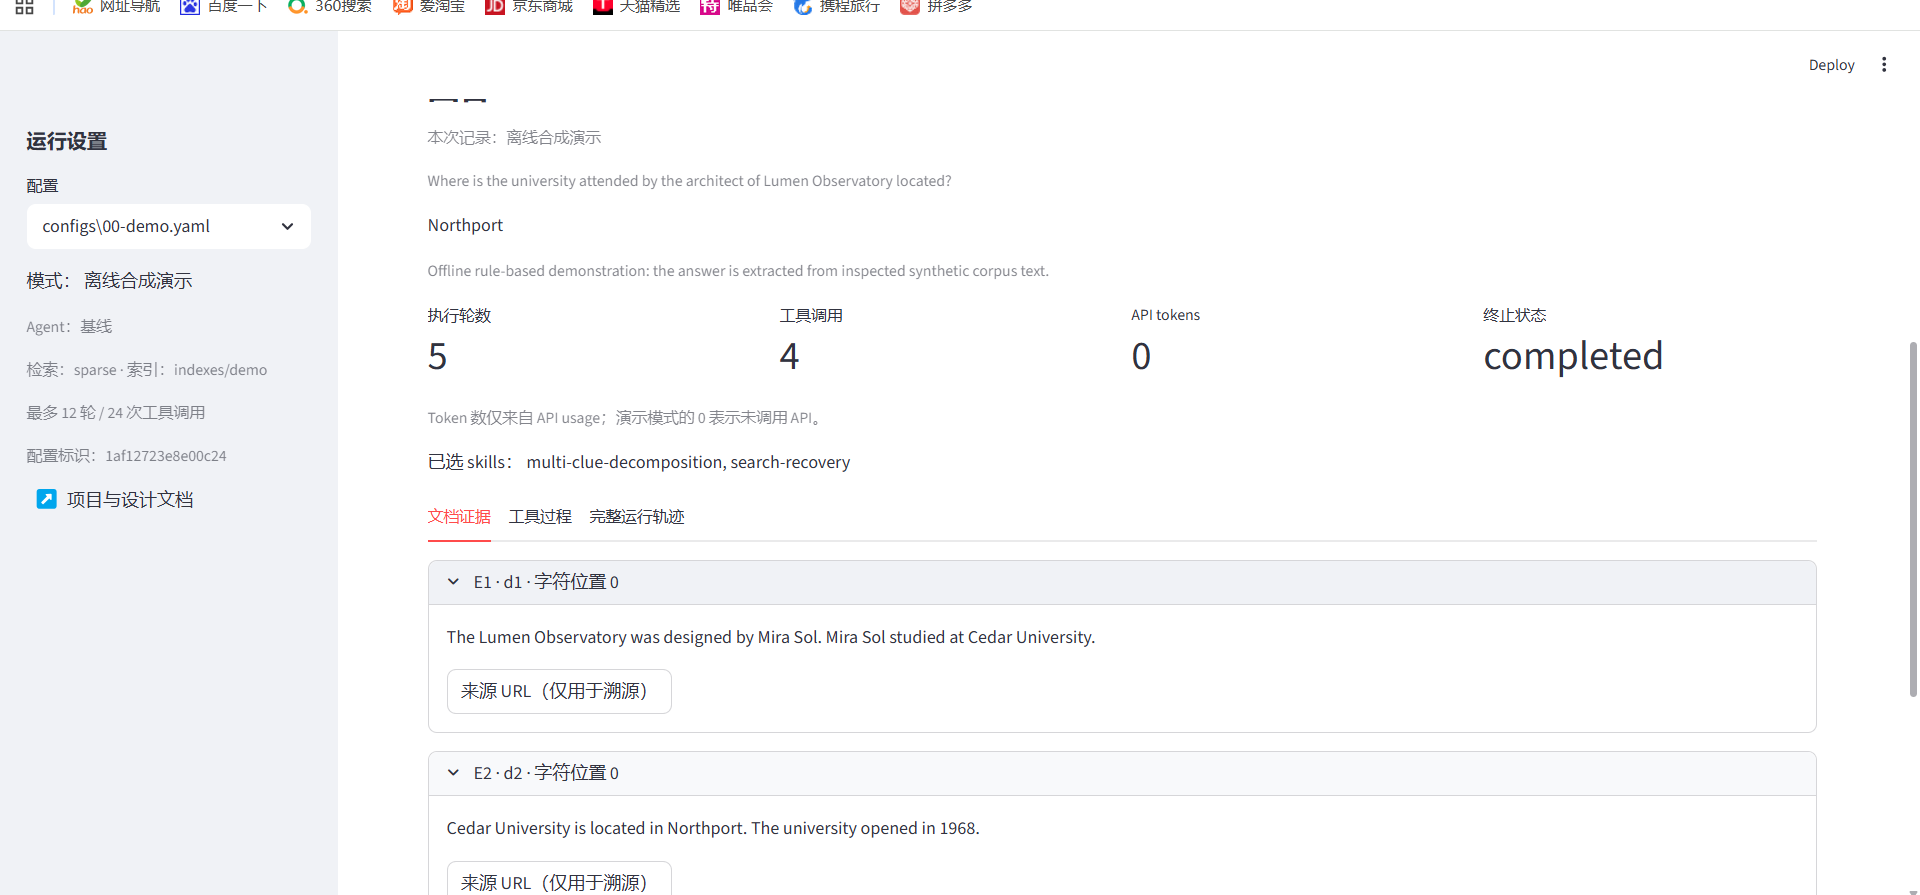 网址导航 百度一下 360搜索 爱淘宝 JD 京东商城 天猫精选 唯品会 携程旅行 拼多多
Deploy
运行设置
配置
configs\00-demo.yaml
模式： 离线合成演示
Agent：基线
检索：sparse · 索引：indexes/demo
最多 12 轮 / 24 次工具调用
配置标识：1af12723e8e00c24
项目与设计文档
本次记录：离线合成演示
Where is the university attended by the architect of Lumen Observatory located?
Northport
Offline rule-based demonstration: the answer is extracted from inspected synthetic corpus text.
执行轮数 工具调用 API tokens 终止状态
5 4 0 completed
Token 数仅来自 API usage；演示模式的 0 表示未调用 API。
已选 skills： multi-clue-decomposition, search-recovery
文档证据 工具过程 完整运行轨迹
E1 · d1 · 字符位置 0
The Lumen Observatory was designed by Mira Sol. Mira Sol studied at Cedar University.
来源 URL（仅用于溯源）
E2 · d2 · 字符位置 0
Cedar University is located in Northport. The university opened in 1968.
来源 URL（仅用于溯源）